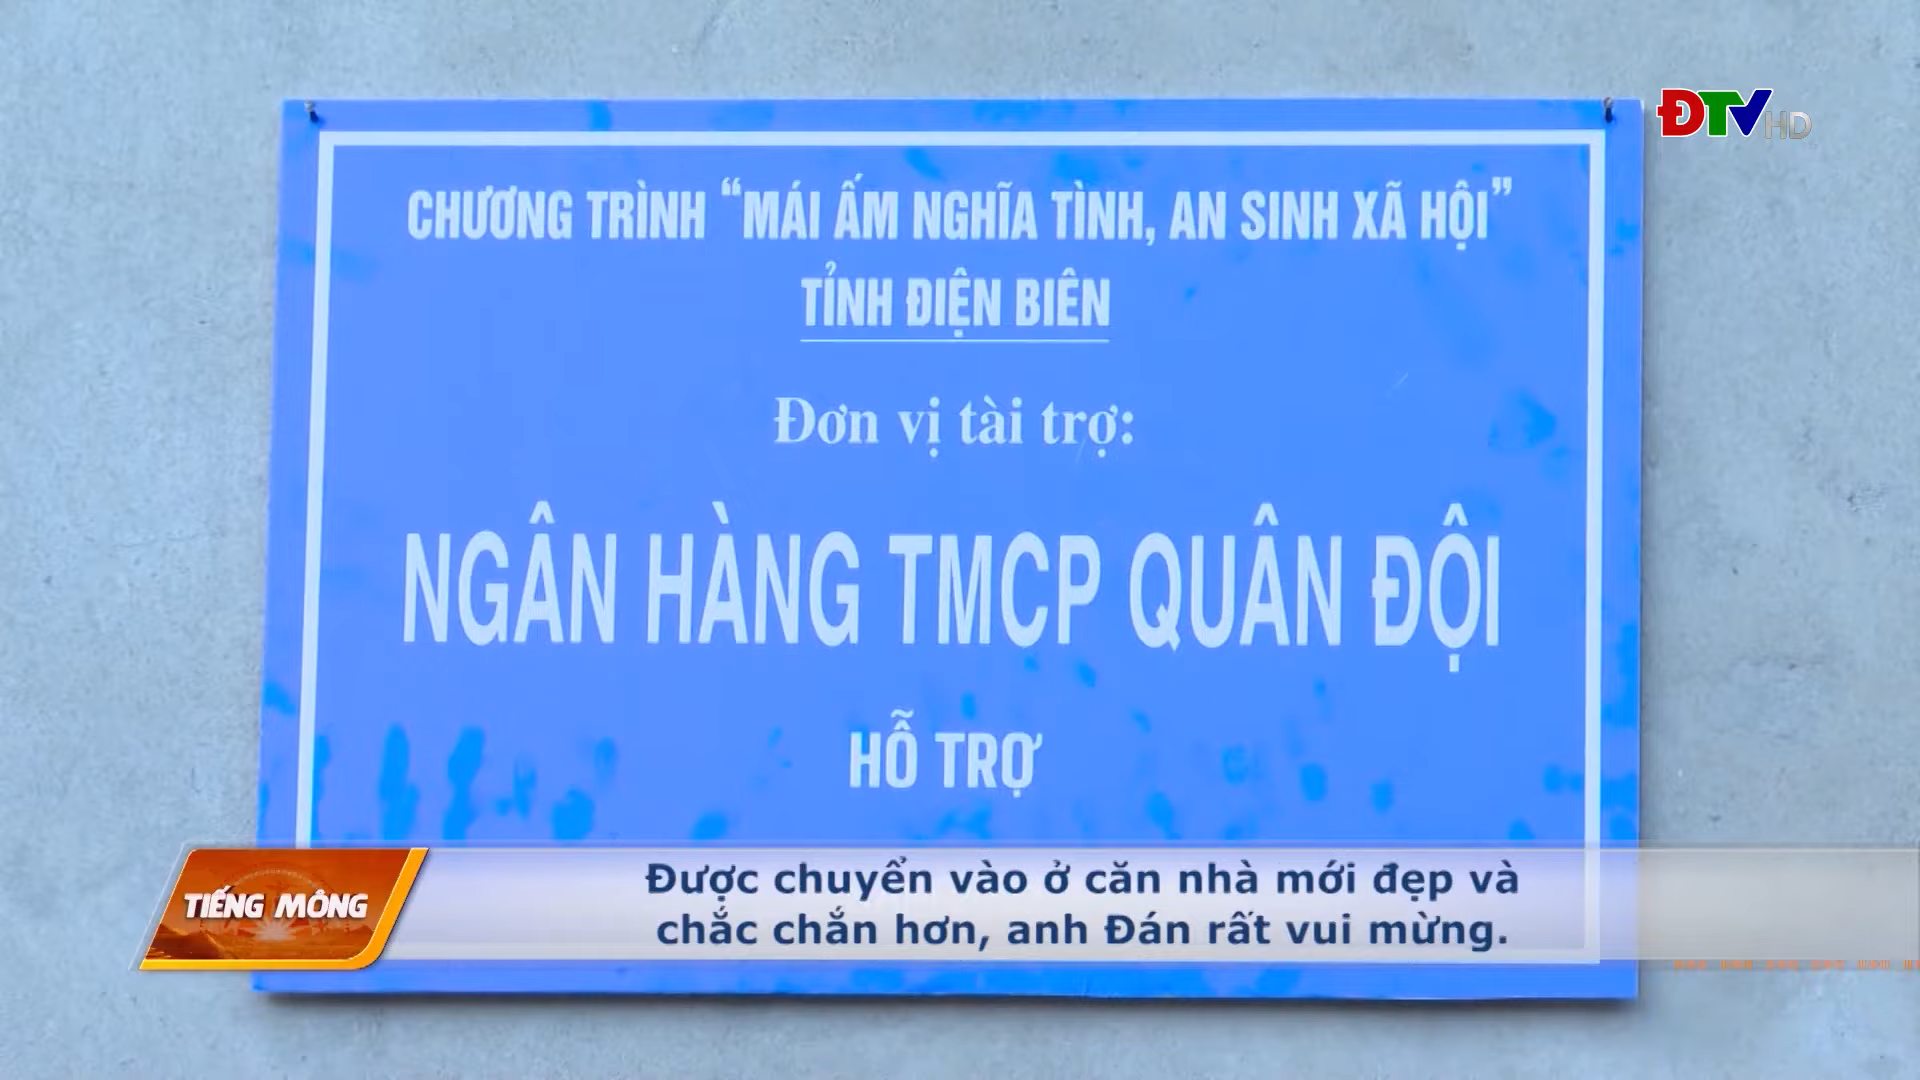 ĐTV HD
CHƯƠNG TRÌNH “MÁI ẤM NGHĨA TÌNH, AN SINH XÃ HỘI”
TỈNH ĐIỆN BIÊN
Đơn vị tài trợ:
NGÂN HÀNG TMCP QUÂN ĐỘI
HỖ TRỢ
TIẾNG MÔNG
Được chuyển vào ở căn nhà mới đẹp và
chắc chắn hơn, anh Đán rất vui mừng.